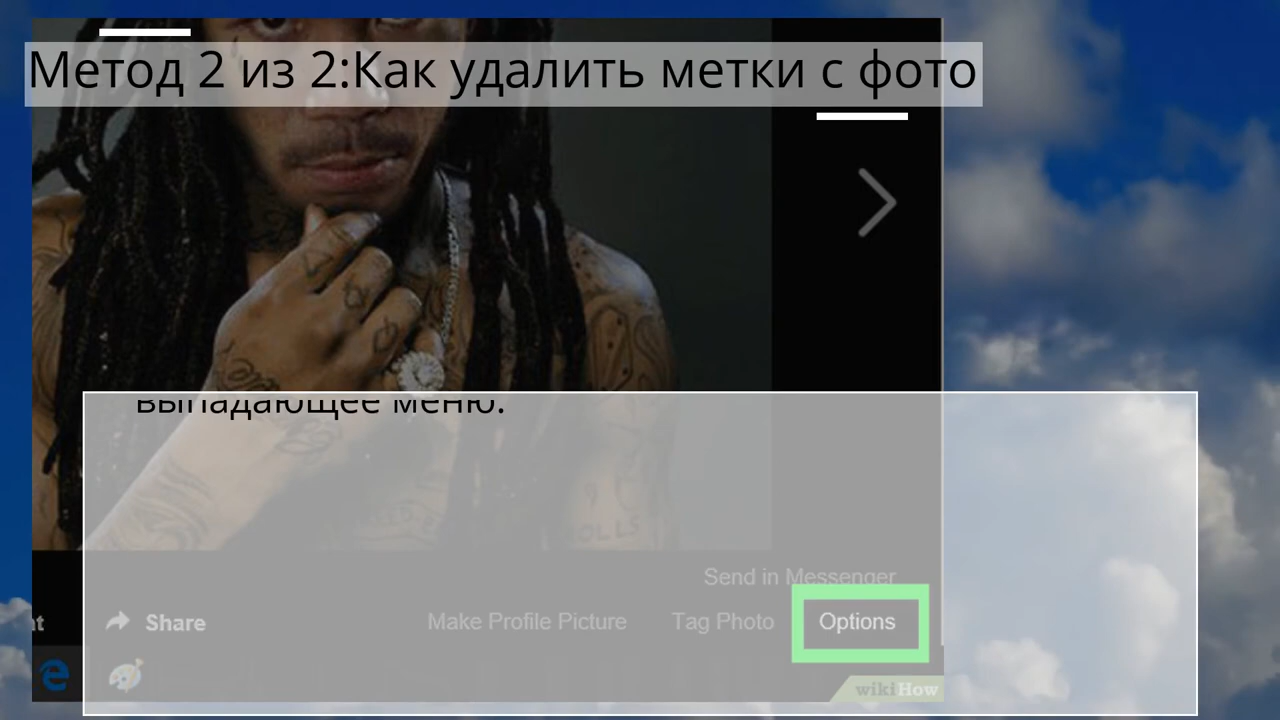 Метод 2 из 2:Как удалить метки с фото
выпадающее меню.
Send in Messenger
Share
Make Profile Picture
Tag Photo
Options
wikiHow